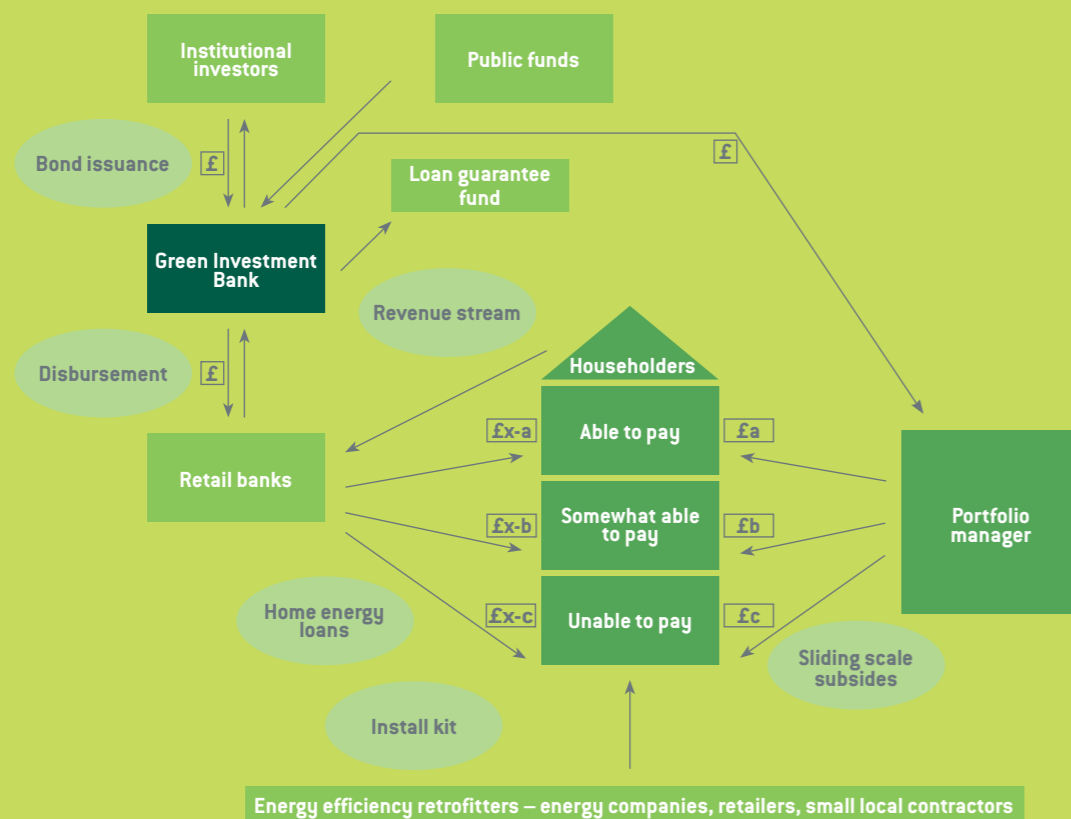 Institutional
investors
Public funds
Bond issuance
£
£
Loan guarantee
fund
Green Investment
Bank
Revenue stream
Disbursement
£
Householders
£x-a
Able to pay
£a
Retail banks
£x-b
Somewhat able
to pay
£b
Portfolio
manager
Home energy
loans
£x-c
Unable to pay
£c
Sliding scale
subsides
Install kit
Energy efficiency retrofitters – energy companies, retailers, small local contractors